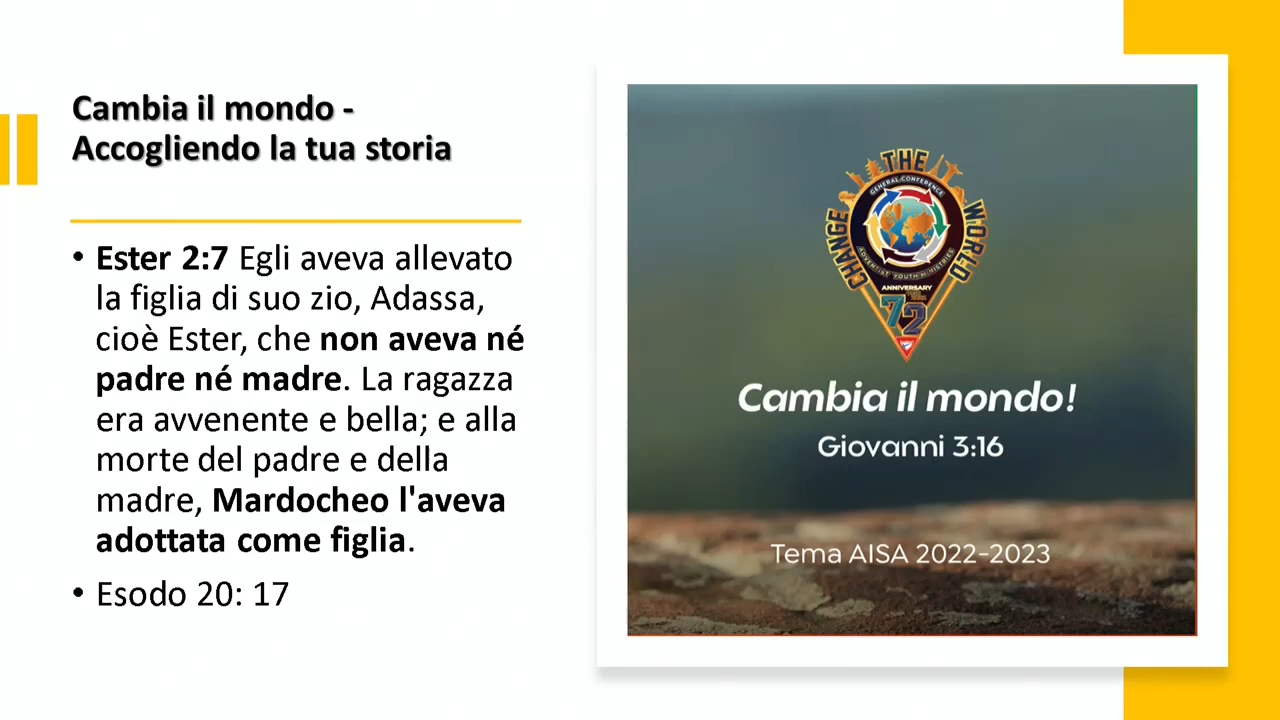 Cambia il mondo -
Accogliendo la tua storia
• Ester 2:7 Egli aveva allevato
la figlia di suo zio, Adassa,
cioè Ester, che non aveva né
padre né madre. La ragazza
era avvenente e bella; e alla
morte del padre e della
madre, Mardocheo l'aveva
adottata come figlia.
• Esodo 20: 17
CHANGE THE WORLD
GENERAL CONFERENCE
ADVENTIST YOUTH MINISTRIES
ANNIVERSARY
72
Cambia il mondo!
Giovanni 3:16
Tema AISA 2022-2023